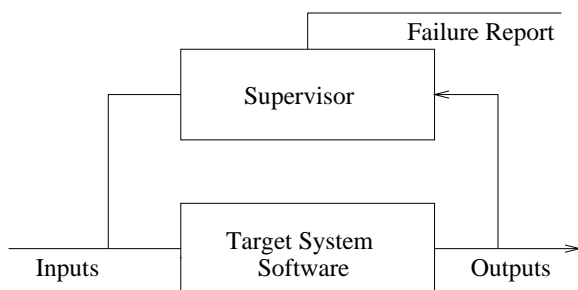 Failure Report
Supervisor
Target System
Software
Inputs
Outputs